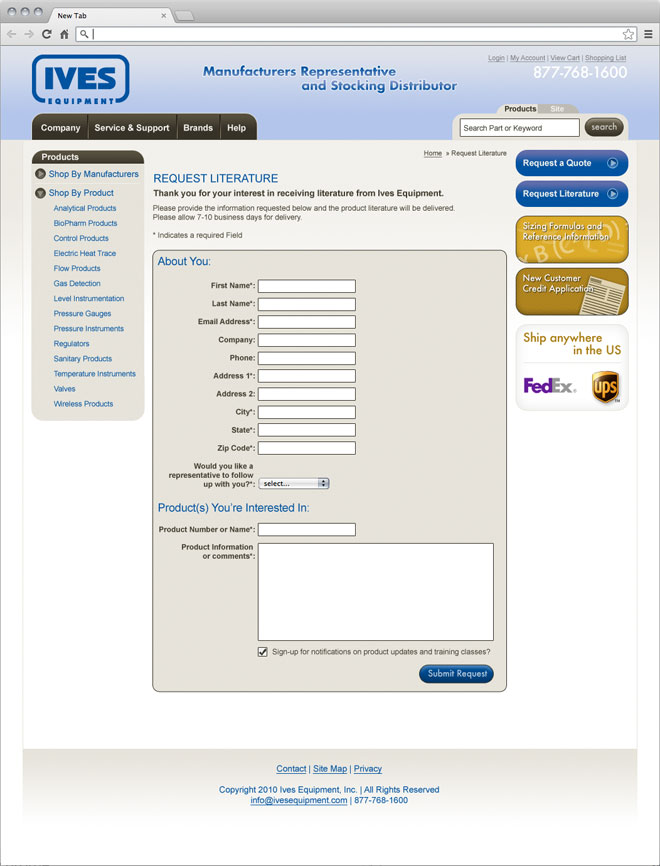 New Tab
IVES
EQUIPMENT
Manufacturers Representative
and Stocking Distributor
Login | My Account | View Cart | Shopping List
877-768-1600
Company
Service & Support
Brands
Help
Products
Site
Search Part or Keyword
search
Products
Shop By Manufacturers
Shop By Product
Analytical Products
BioPharm Products
Control Products
Electric Heat Trace
Flow Products
Gas Detection
Level Instrumentation
Pressure Gauges
Pressure Instruments
Regulators
Sanitary Products
Temperature Instruments
Valves
Wireless Products
Home » Request Literature
REQUEST LITERATURE
Thank you for your interest in receiving literature from Ives Equipment.
Please provide the information requested below and the product literature will be delivered.
Please allow 7-10 business days for delivery.
* Indicates a required Field
About You:
First Name*:
Last Name*:
Email Address*:
Company:
Phone:
Address 1*:
Address 2:
City*:
State*:
Zip Code*:
Would you like a
representative to follow
up with you?*:
select...
Product(s) You're Interested In:
Product Number or Name*:
Product Information
or comments*:
Sign-up for notifications on product updates and training classes?
Submit Request
Request a Quote
Request Literature
Sizing Formulas and
Reference Information
New Customer
Credit Application
Ship anywhere
in the US
FedEx
ups
Contact | Site Map | Privacy
Copyright 2010 Ives Equipment, Inc. | All Rights Reserved
info@ivesequipment.com | 877-768-1600